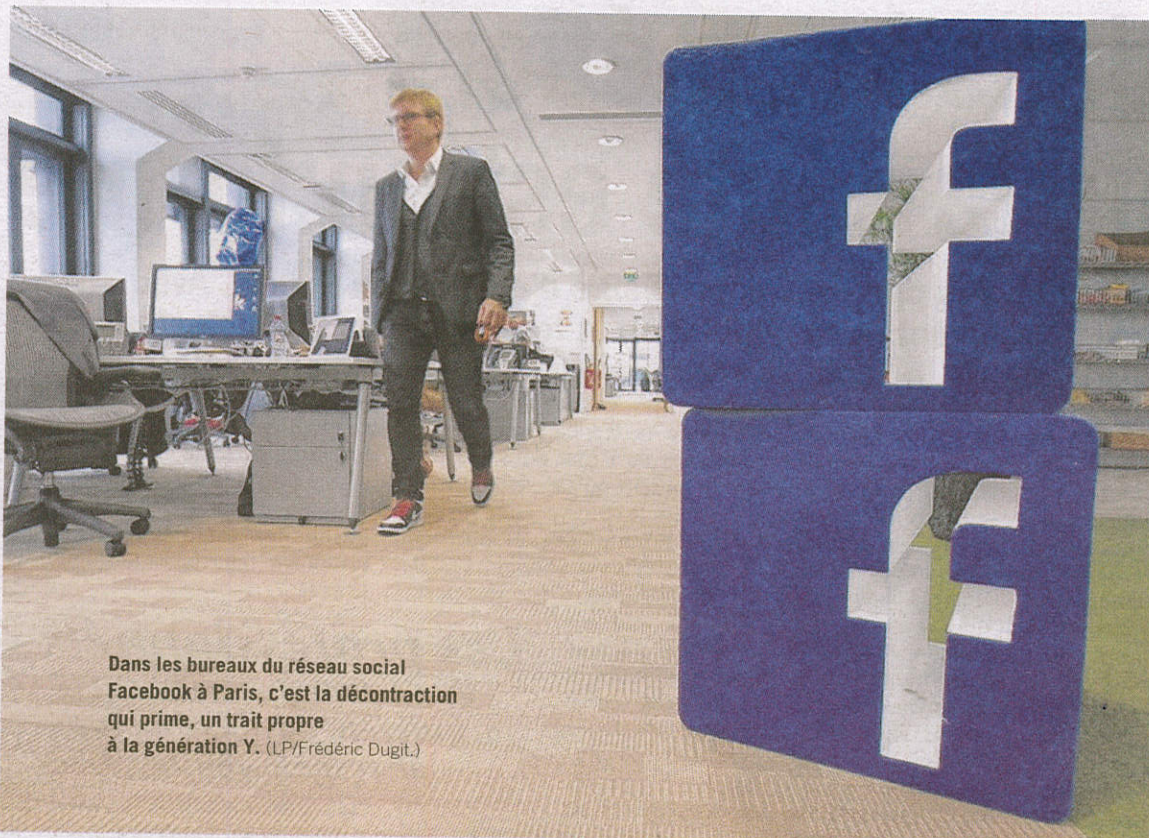 f
f
Dans les bureaux du réseau social
Facebook à Paris, c'est la décontraction
qui prime, un trait propre
à la génération Y. (LP/Frédéric Dugit.)